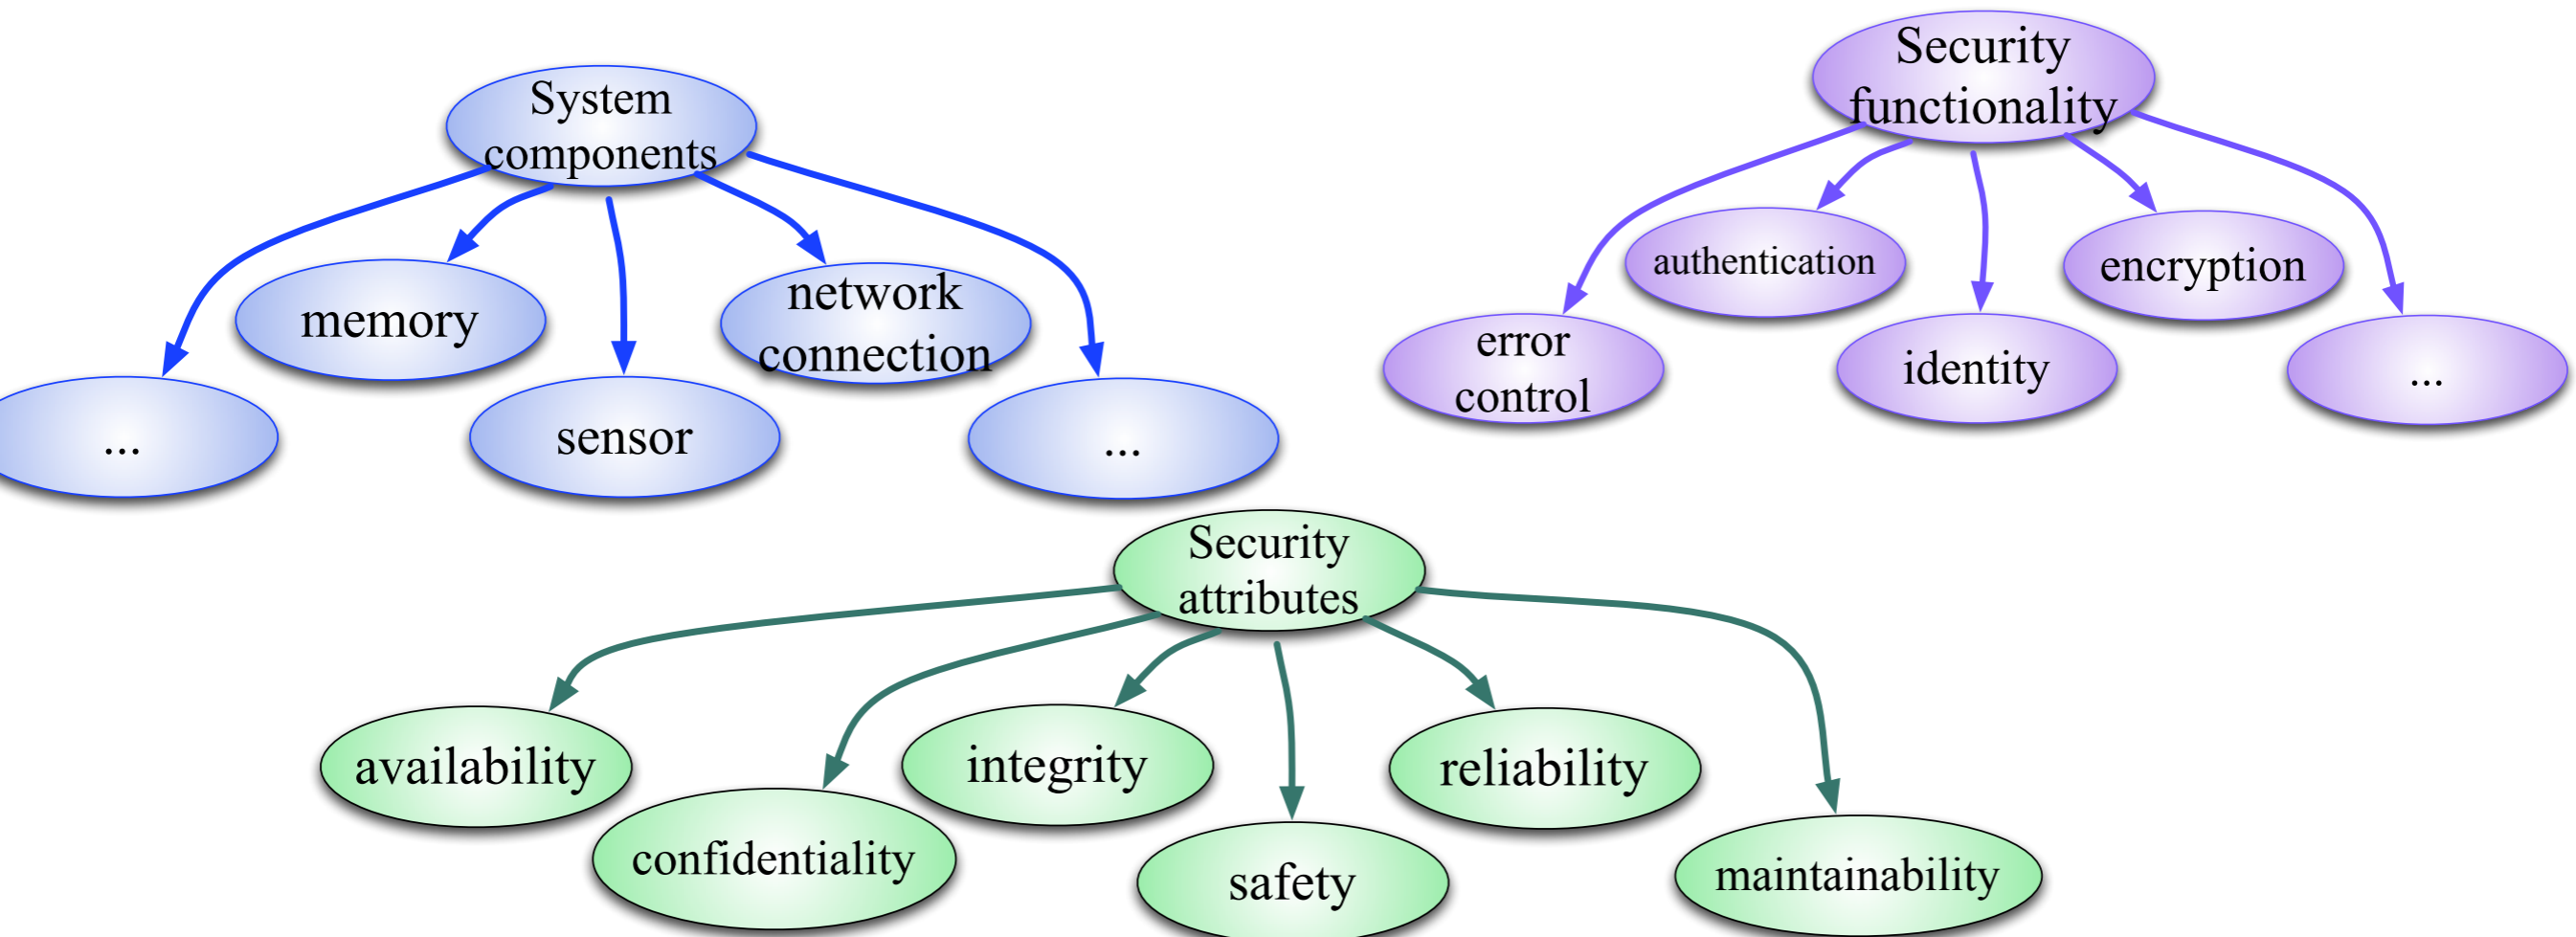 System
components
memory
network
connection
...
sensor
...
Security
functionality
authentication
encryption
error
control
identity
...
Security
attributes
availability
integrity
reliability
confidentiality
safety
maintainability